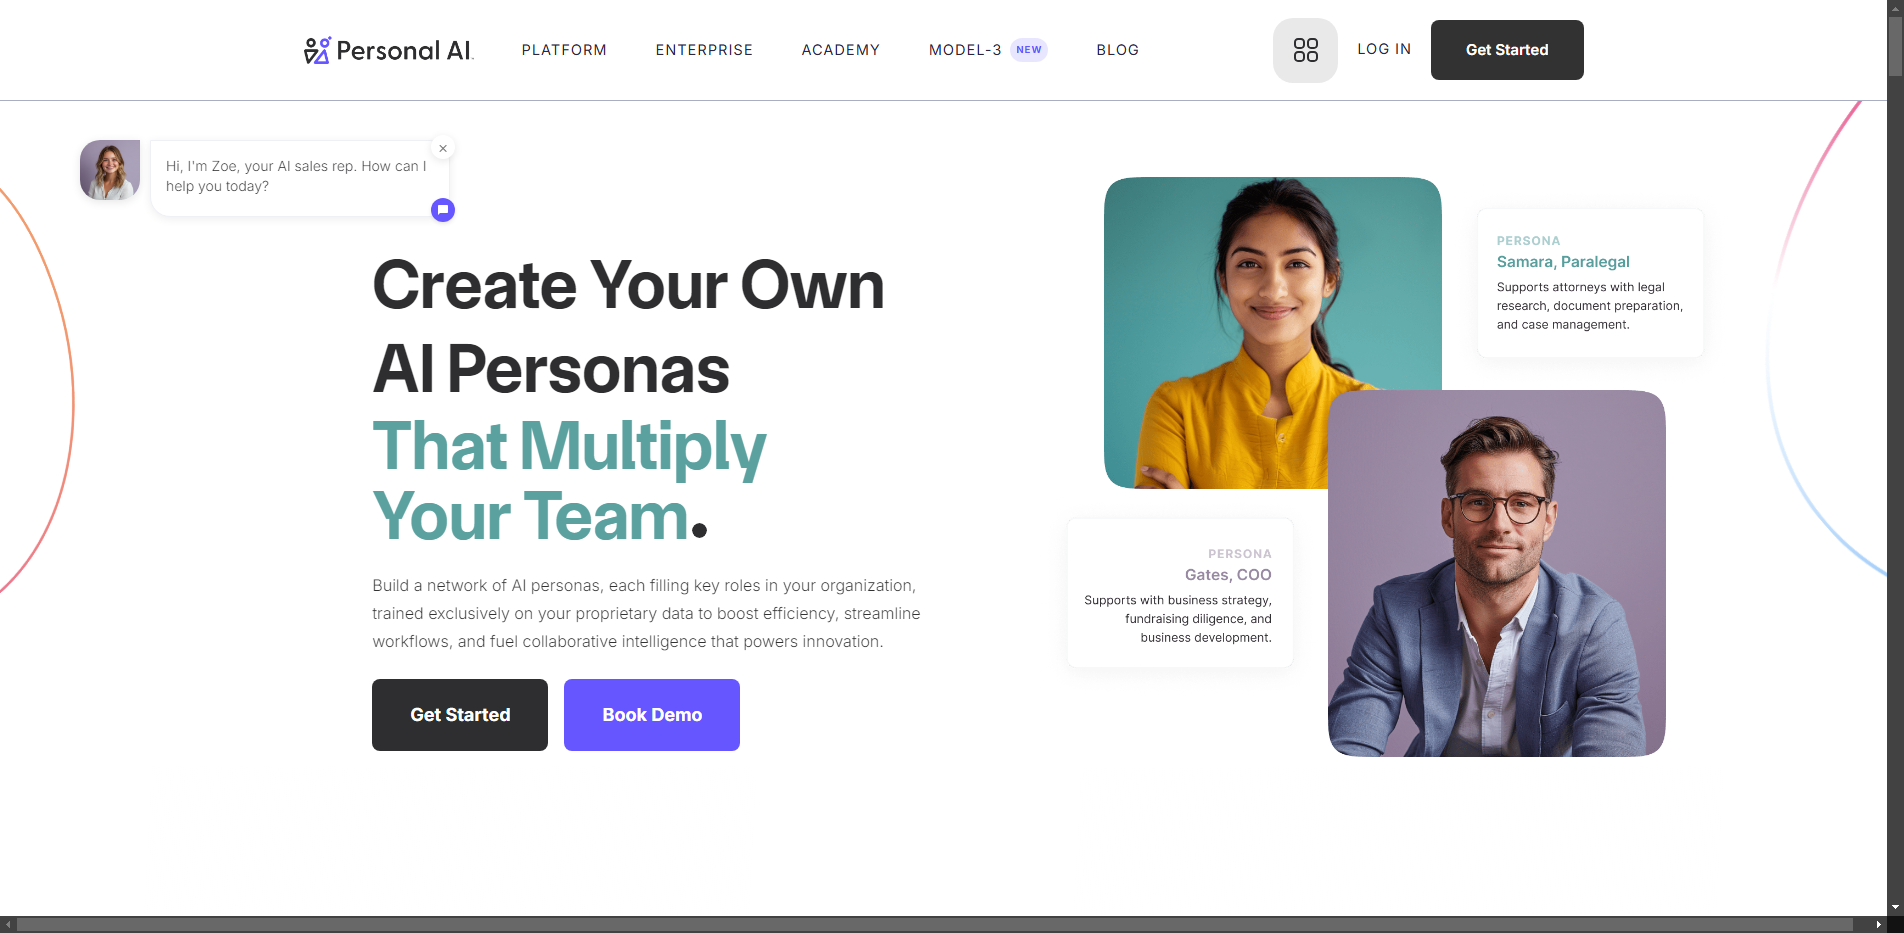 Personal AI.
PLATFORM
ENTERPRISE
ACADEMY
MODEL-3 NEW
BLOG
LOG IN
Get Started
Hi, I'm Zoe, your AI sales rep. How can I
help you today?
Create Your Own
AI Personas
That Multiply
Your Team.
Build a network of AI personas, each filling key roles in your organization,
trained exclusively on your proprietary data to boost efficiency, streamline
workflows, and fuel collaborative intelligence that powers innovation.
Get Started
Book Demo
PERSONA
Samara, Paralegal
Supports attorneys with legal
research, document preparation,
and case management.
PERSONA
Gates, COO
Supports with business strategy,
fundraising diligence, and
business development.